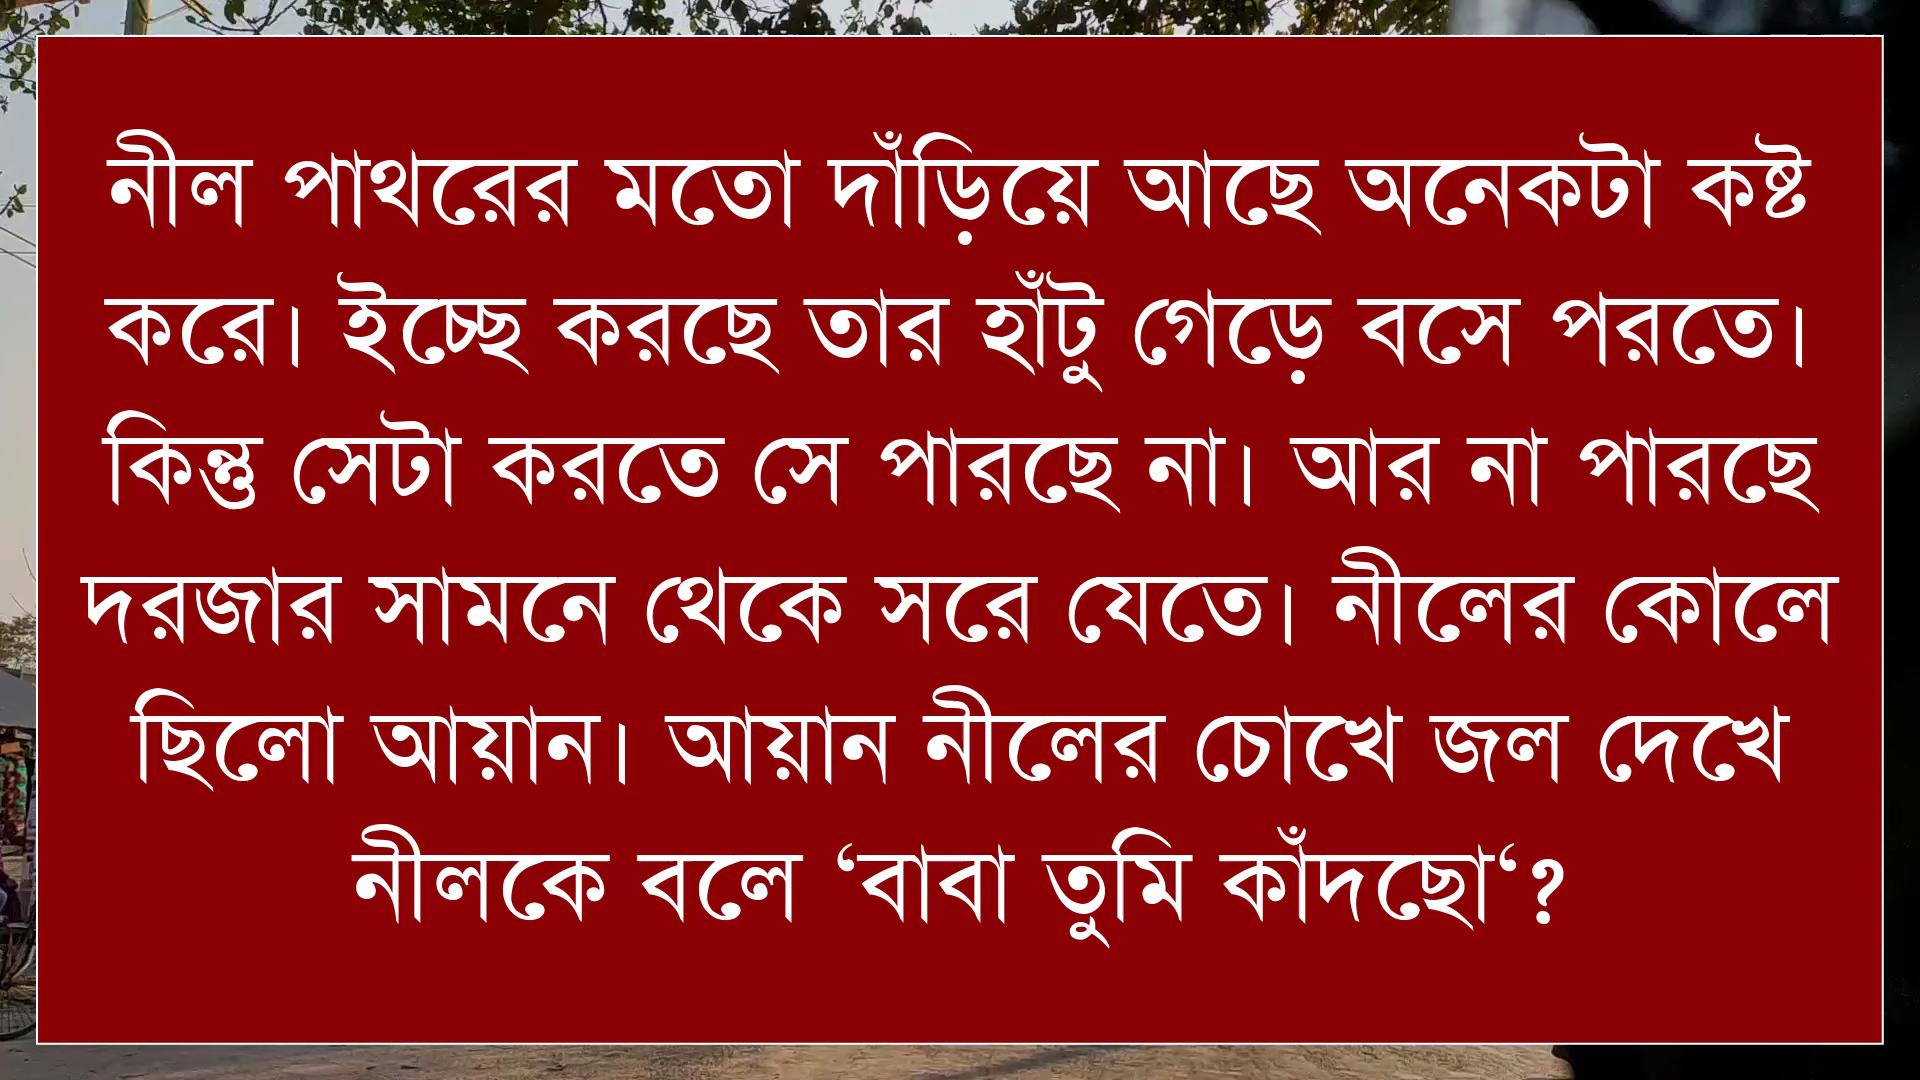 নীল পাথরের মতো দাঁড়িয়ে আছে অনেকটা কষ্ট
করে। ইচ্ছে করছে তার হাঁটু গেড়ে বসে পরতে।
কিন্তু সেটা করতে সে পারছে না। আর না পারছে
দরজার সামনে থেকে সরে যেতে। নীলের কোলে
ছিলো আয়ান। আয়ান নীলের চোখে জল দেখে
নীলকে বলে ‘বাবা তুমি কাঁদছো‘?